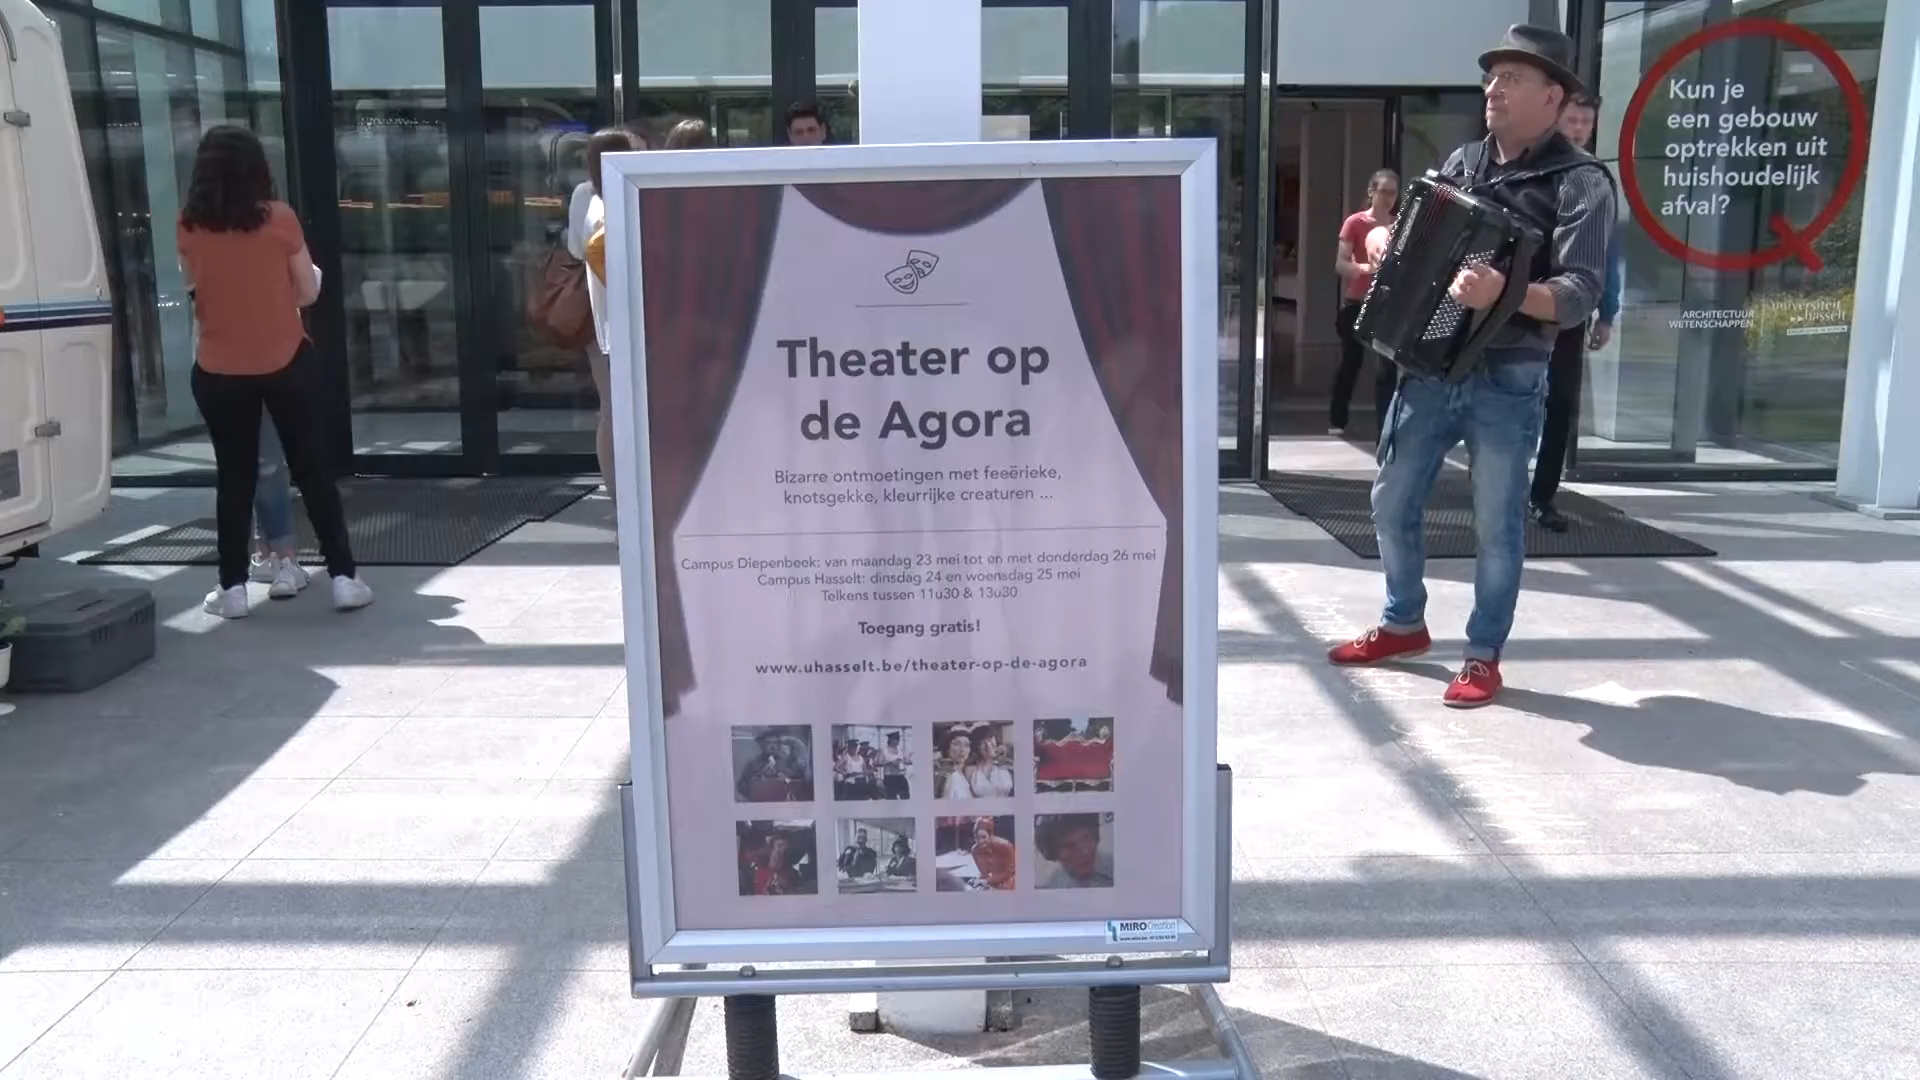 Theater op
de Agora
Bizarre ontmoetingen met feeërieke,
knotsgekke, kleurrijke creaturen ...
Campus Diepenbeek: van maandag 23 mei tot en met donderdag 26 mei
Campus Hasselt: dinsdag 24 en woensdag 25 mei
Telkens tussen 11u30 & 13u30
Toegang gratis!
www.uhasselt.be/theater-op-de-agora
MIRO Creation
Kun je
een gebouw
optrekken uit
huishoudelijk
afval?
ARCHITECTUUR
WETENSCHAPPEN
universiteit
hasselt